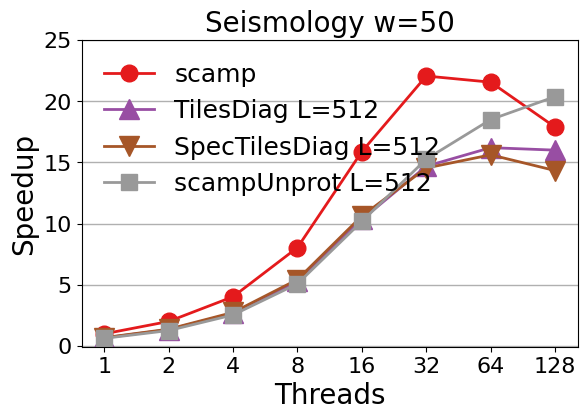 Seismology w=50
25
20
15
10
5
0
Speedup
scamp
TilesDiag L=512
SpecTilesDiag L=512
scampUnprot L=512
1 2 4 8 16 32 64 128
Threads